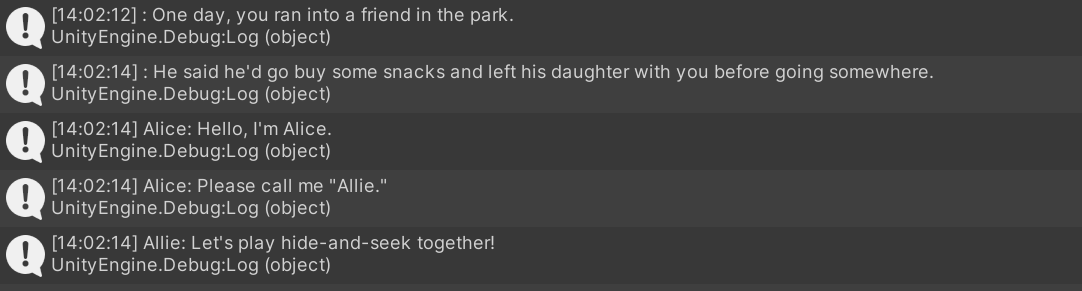 [14:02:12] : One day, you ran into a friend in the park.
UnityEngine.Debug:Log (object)
[14:02:14] : He said he'd go buy some snacks and left his daughter with you before going somewhere.
UnityEngine.Debug:Log (object)
[14:02:14] Alice: Hello, I'm Alice.
UnityEngine.Debug:Log (object)
[14:02:14] Alice: Please call me "Allie."
UnityEngine.Debug:Log (object)
[14:02:14] Allie: Let's play hide-and-seek together!
UnityEngine.Debug:Log (object)